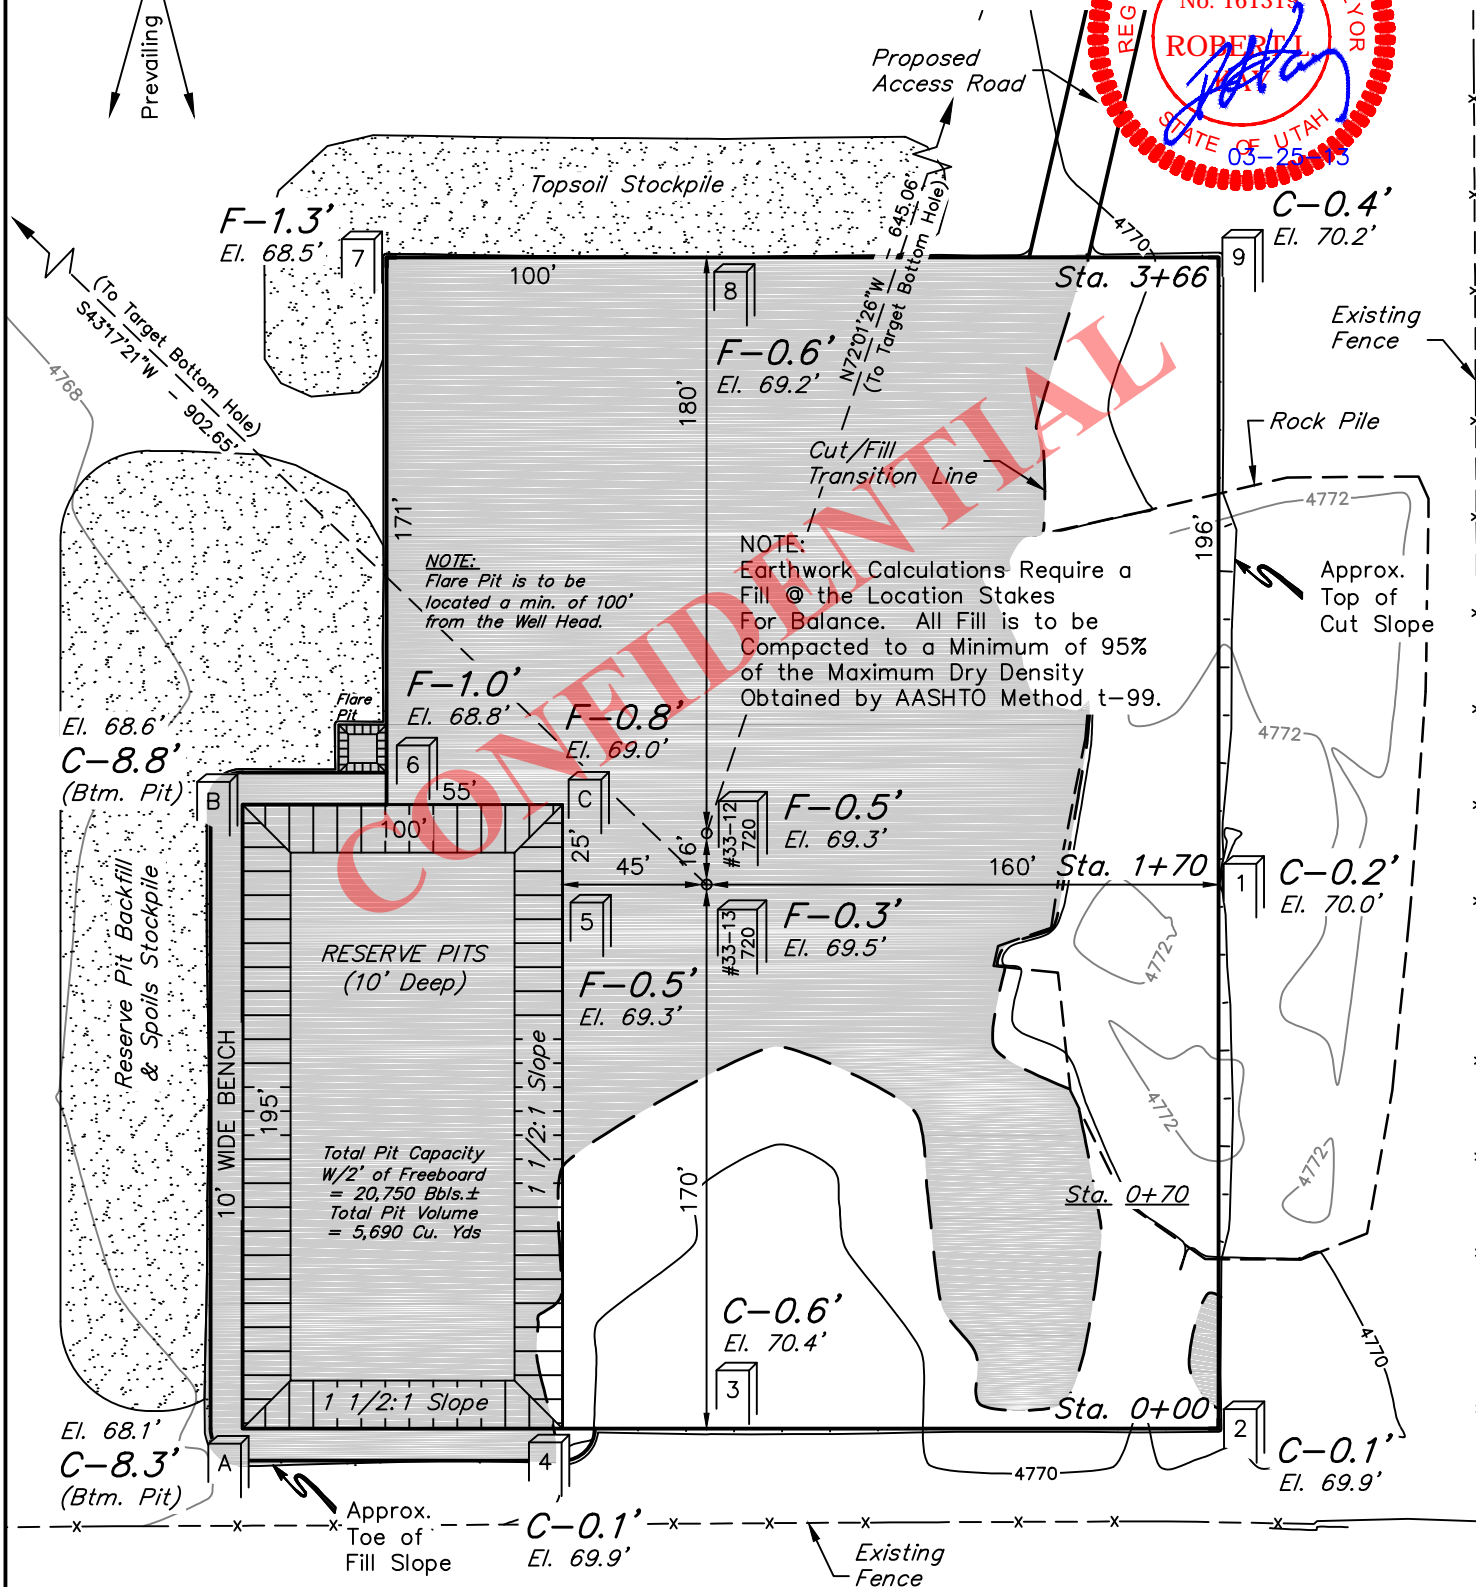 Prevailing
REG
YOR
No. 161319
ROBERT L.
KAY
STATE OF UTAH
03-25-13
Proposed
Access Road
Topsoil Stockpile
F-1.3'
El. 68.5'
7
C-0.4'
El. 70.2'
9
4770
Sta. 3+66
100'
8
N72°01'26"W - 645.06'
(To Target Bottom Hole)
(To Target Bottom Hole)
S43°17'21"W - 902.65'
4768
Existing
Fence
F-0.6'
El. 69.2'
180'
Rock Pile
Cut/Fill
Transition Line
4772
171'
196'
NOTE:
Flare Pit is to be
located a min. of 100'
from the Well Head.
NOTE:
Earthwork Calculations Require a
Fill @ the Location Stakes
For Balance. All Fill is to be
Compacted to a Minimum of 95%
of the Maximum Dry Density
Obtained by AASHTO Method t-99.
Approx.
Top of
Cut Slope
CONFIDENTIAL
Flare
Pit
F-1.0'
El. 68.8'
F-0.8'
El. 69.0'
El. 68.6'
C-8.8'
(Btm. Pit)
4772
6
B
55'
C
100'
25'
16'
#33-12
720
F-0.5'
El. 69.3'
45'
160'
Sta. 1+70
1
C-0.2'
El. 70.0'
5
#33-13
720
F-0.3'
El. 69.5'
Reserve Pit Backfill
& Spoils Stockpile
RESERVE PITS
(10' Deep)
F-0.5'
El. 69.3'
4772
10' WIDE BENCH
195'
1 1/2:1 Slope
4772
Total Pit Capacity
W/2' of Freeboard
= 20,750 Bbls.±
Total Pit Volume
= 5,690 Cu. Yds
170'
Sta. 0+70
4772
C-0.6'
El. 70.4'
3
4770
1 1/2:1 Slope
Sta. 0+00
2
El. 68.1'
C-8.3'
(Btm. Pit)
A
4
4770
C-0.1'
El. 69.9'
Approx.
Toe of
Fill Slope
C-0.1'
El. 69.9'
Existing
Fence